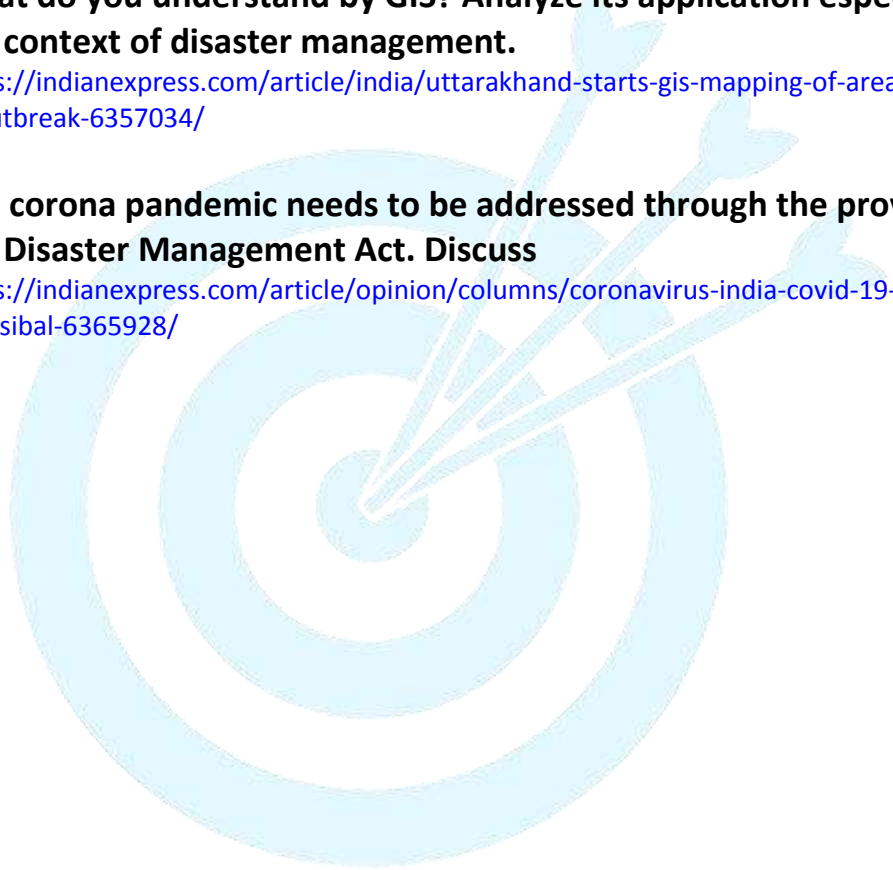 at do you understand by GIS? Analyze its application espe
context of disaster management.
s://indianexpress.com/article/india/uttarakhand-starts-gis-mapping-of-area
utbreak-6357034/
corona pandemic needs to be addressed through the prov
Disaster Management Act. Discuss
s://indianexpress.com/article/opinion/columns/coronavirus-india-covid-19-
sibal-6365928/